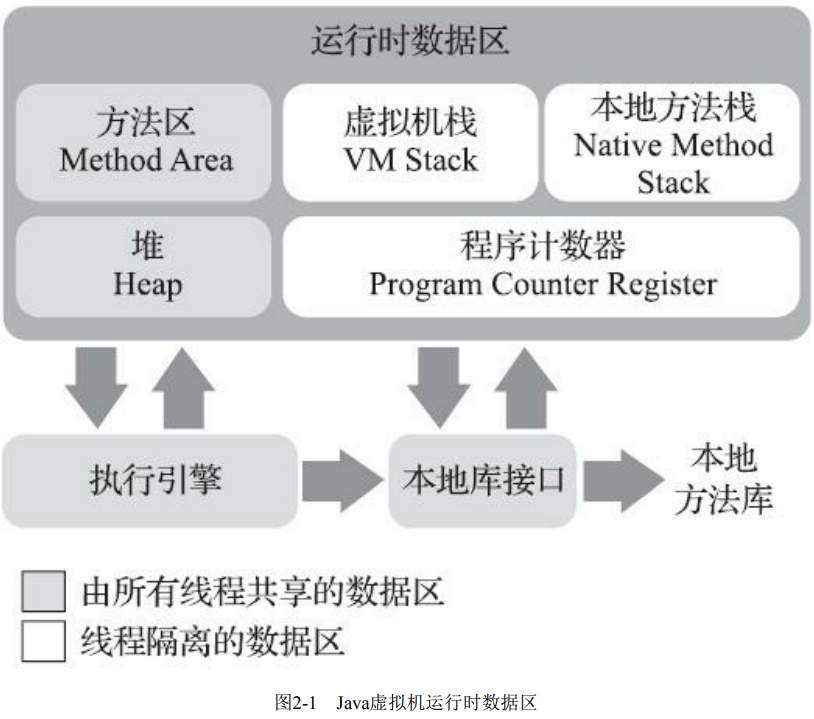 运行时数据区
方法区
Method Area
虚拟机栈
VM Stack
本地方法栈
Native Method
Stack
堆
Heap
程序计数器
Program Counter Register
执行引擎
本地库接口
本地
方法库
由所有线程共享的数据区
线程隔离的数据区
图2-1 Java虚拟机运行时数据区